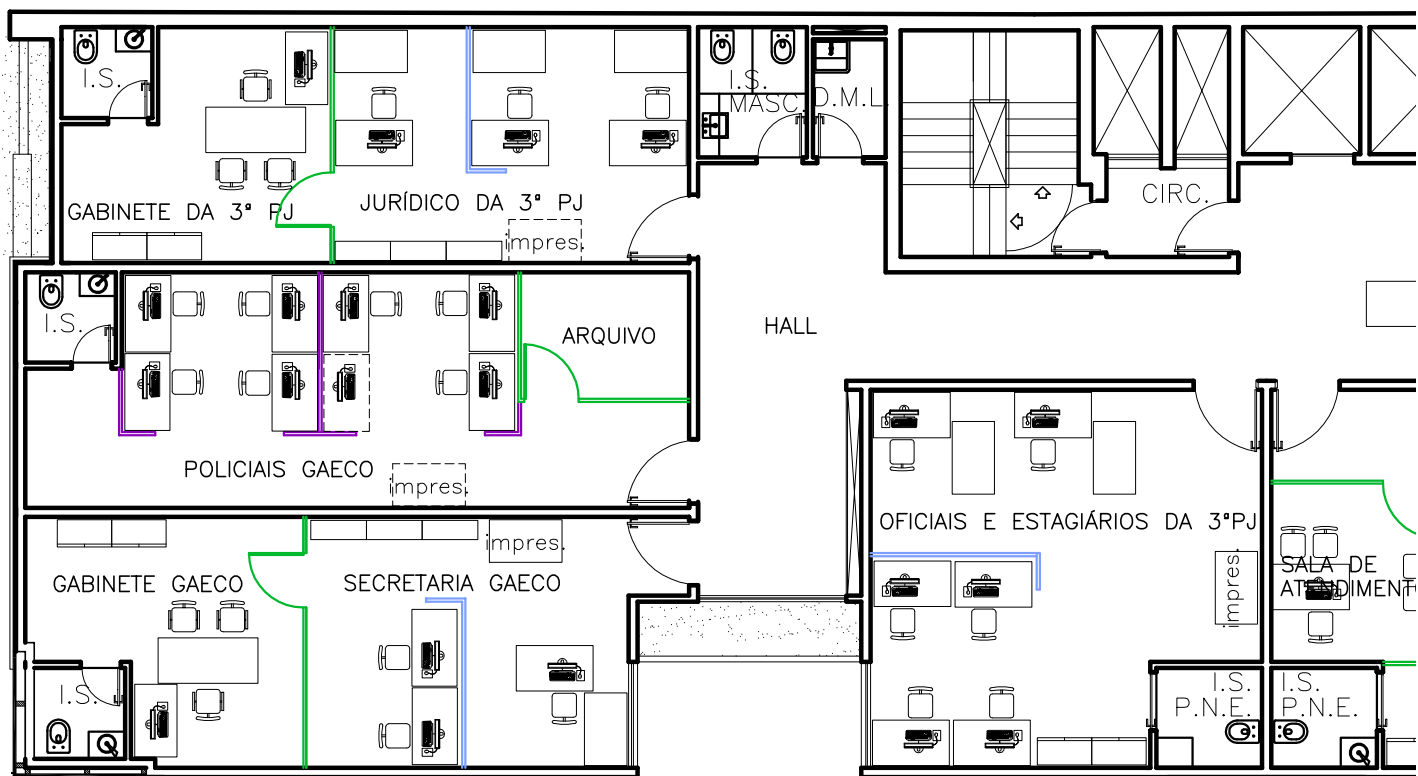 I.S.
I.S.
MASC.
D.M.L.
GABINETE DA 3ª PJ
JURÍDICO DA 3ª PJ
impres.
CIRC.
I.S.
ARQUIVO
HALL
POLICIAIS GAECO
impres.
OFICIAIS E ESTAGIÁRIOS DA 3ªPJ
impres.
GABINETE GAECO
SECRETARIA GAECO
impres.
SALA DE
ATENDIMENTO
I.S.
I.S.
P.N.E.
I.S.
P.N.E.